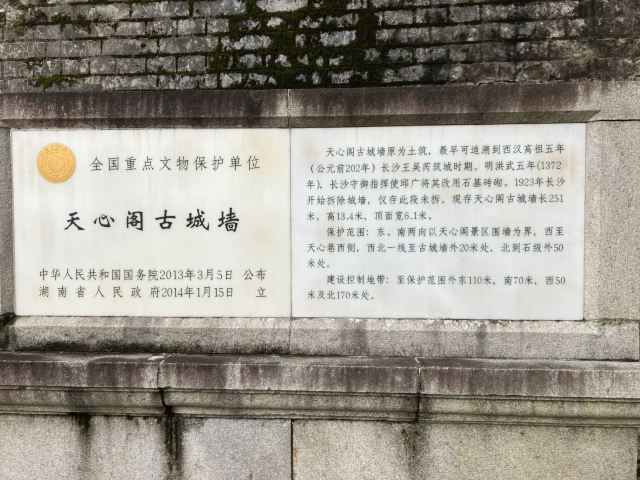 全国重点文物保护单位
天心阁古城墙
中华人民共和国国务院2013年3月5日 公布
湖南省人民政府2014年1月15日 立
天心阁古城墙原为土筑，最早可追溯到西汉高祖五年
（公元前202年）长沙王吴芮筑城时期。明洪武五年(1372
年)，长沙守御指挥使邱广将其改用石基砖砌。1923年长沙
开始拆除城墙，仅存此段未拆。现存天心阁古城墙长251
米，高13.4米，顶面宽6.1米。
保护范围：东、南两向以天心阁景区围墙为界，西至
天心巷西侧，西北一线至古城墙外20米处，北到石级外50
米处。
建设控制地带：至保护范围外东110米，南70米，西50
米及北170米处。